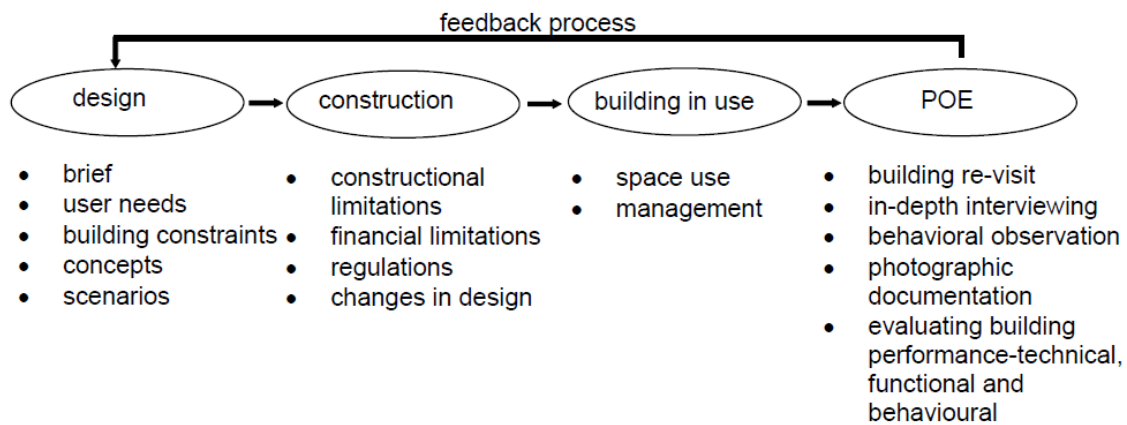 feedback process
design
construction
building in use
POE
• brief
• user needs
• building constraints
• concepts
• scenarios
• constructional
limitations
• financial limitations
• regulations
• changes in design
• space use
• management
• building re-visit
• in-depth interviewing
• behavioral observation
• photographic
documentation
• evaluating building
performance-technical,
functional and
behavioural